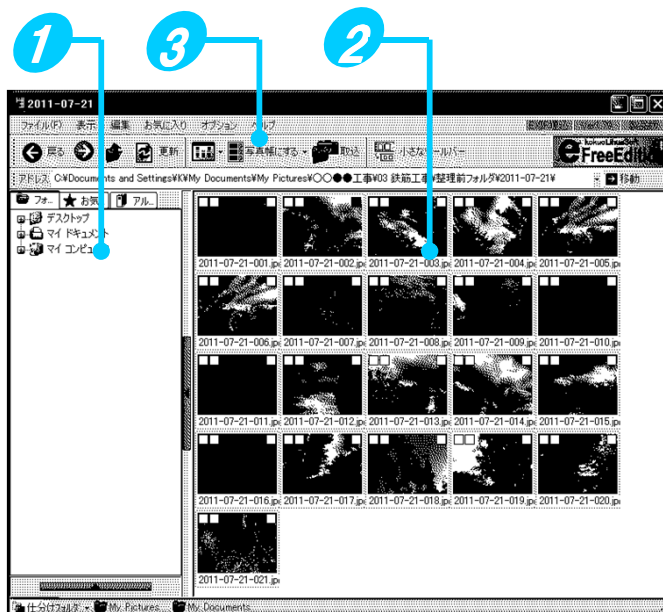 1 3 2
2011-07-21
ファイル(F) 表示 編集 お気に入り オプション ヘルプ
戻る 更新 写真帳にする 取込 小さなツールバー
kokueiLinuSoft
eFreeEditi
アドレス C:¥Documents and Settings¥K¥My Documents¥My Pictures¥○○●●工事¥03 鉄筋工事¥整理前フォルダ¥2011-07-21¥ 移動
フォ.. お気 アル..
デスクトップ
マイ ドキュメント
マイ コンピュ
2011-07-21-001.jp 2011-07-21-002.jp 2011-07-21-003.jp 2011-07-21-004.jp 2011-07-21-005.jp
2011-07-21-006.jp 2011-07-21-007.jp 2011-07-21-008.jp 2011-07-21-009.jp 2011-07-21-010.jp
2011-07-21-011.jp 2011-07-21-012.jp 2011-07-21-013.jp 2011-07-21-014.jp 2011-07-21-015.jp
2011-07-21-016.jp 2011-07-21-017.jp 2011-07-21-018.jp 2011-07-21-019.jp 2011-07-21-020.jp
2011-07-21-021.jp
仕分けフォルダ My Pictures My Documents